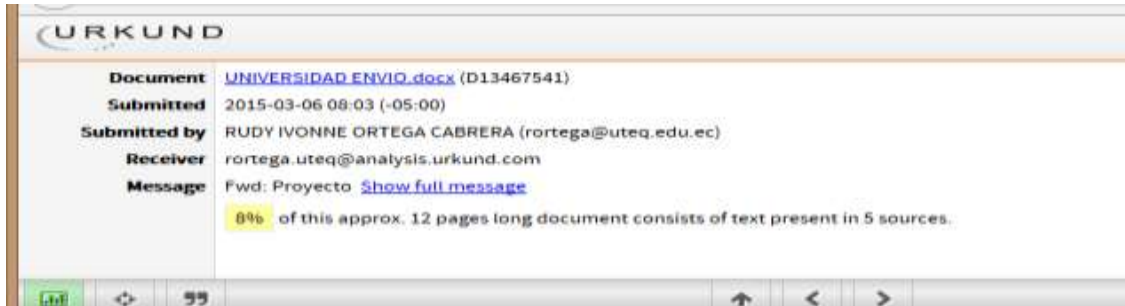 URKUND
Document UNIVERSIDAD ENVIO.docx (D13467541)
Submitted 2015-03-06 08:03 (-05:00)
Submitted by RUDY IVONNE ORTEGA CABRERA (rortega@uteq.edu.ec)
Receiver rortega.uteq@analysis.urkund.com
Message Fwd: Proyecto Show full message
8% of this approx. 12 pages long document consists of text present in 5 sources.